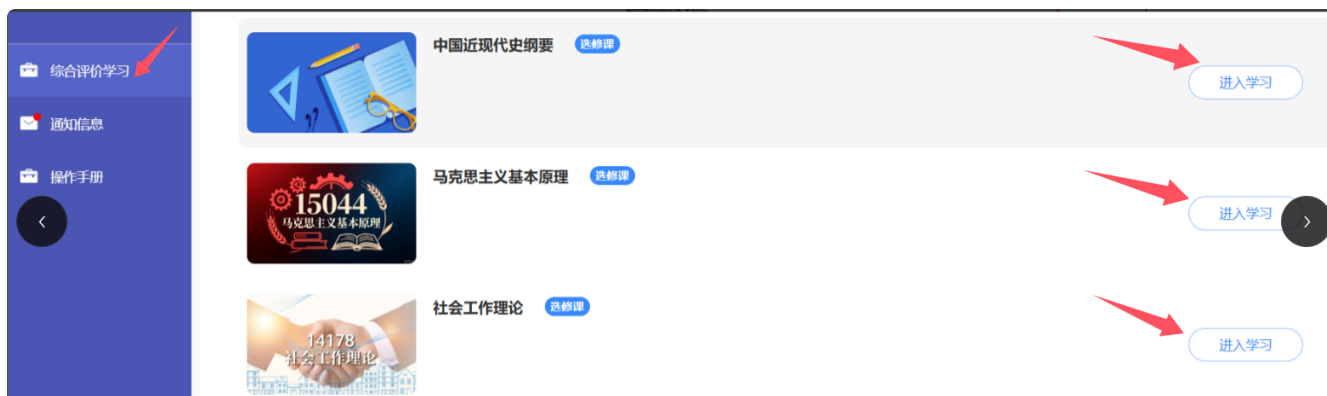 综合评价学习
通知信息
操作手册
中国近现代史纲要 选修课
进入学习
15044
马克思主义基本原理
马克思主义基本原理 选修课
进入学习
14178
社会工作理论
社会工作理论 选修课
进入学习